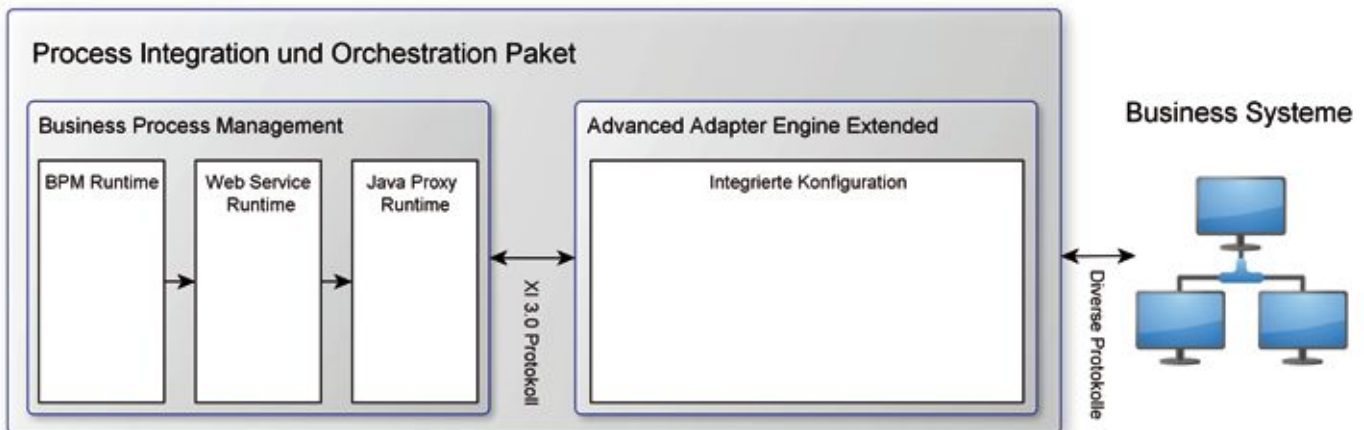 Process Integration und Orchestration Paket
Business Process Management
BPM Runtime
Web Service
Runtime
Java Proxy
Runtime
XI 3.0 Protokoll
Advanced Adapter Engine Extended
Integrierte Konfiguration
Diverse Protokolle
Business Systeme